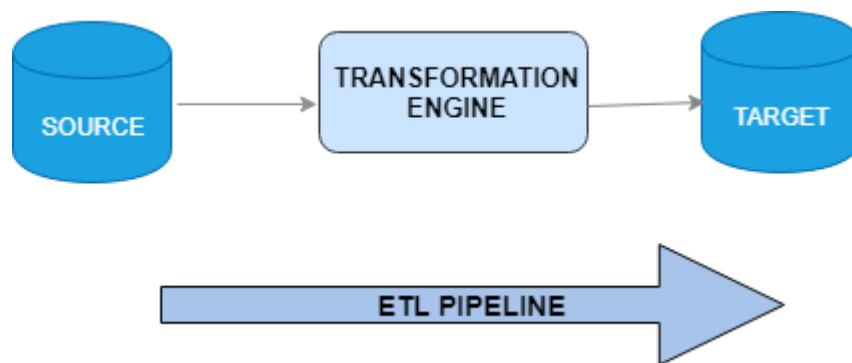 SOURCE
TRANSFORMATION
ENGINE
TARGET
ETL PIPELINE